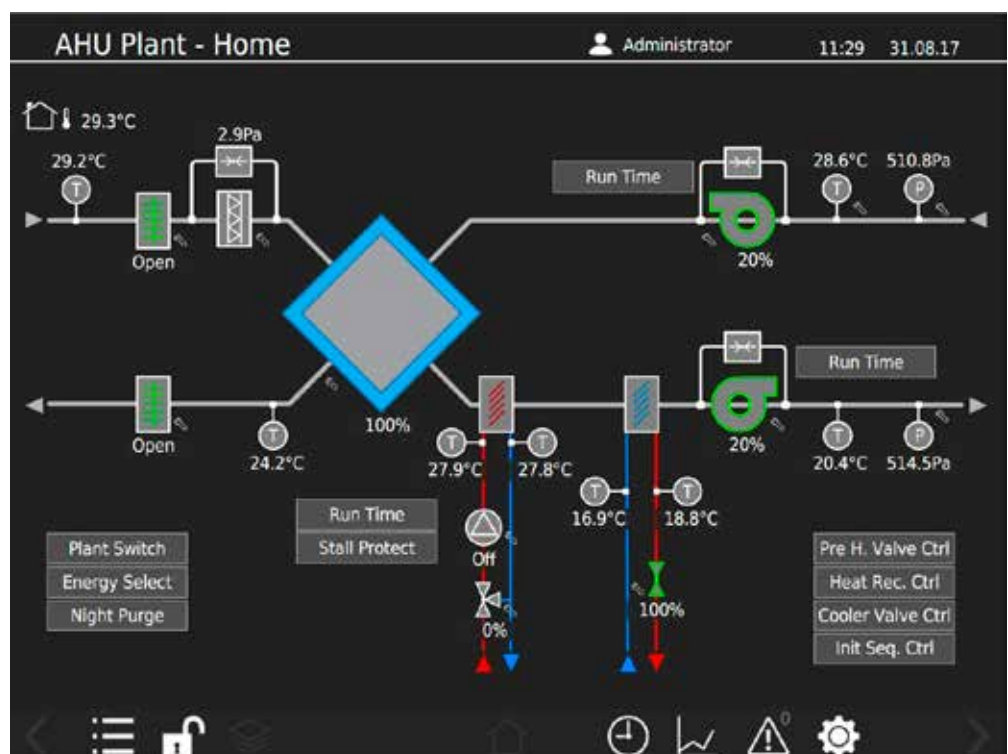 AHU Plant - Home
Administrator
11:29 31.08.17
29.3°C
2.9Pa
29.2°C
T
Open
Run Time
28.6°C 510.8Pa
T P
20%
Run Time
Open
T
24.2°C
100%
T T
27.9°C 27.8°C
20%
T P
20.4°C 514.5Pa
T T
16.9°C 18.8°C
Run Time
Stall Protect
Off
0%
100%
Plant Switch
Energy Select
Night Purge
Pre H. Valve Ctrl
Heat Rec. Ctrl
Cooler Valve Ctrl
Init Seq. Ctrl
0